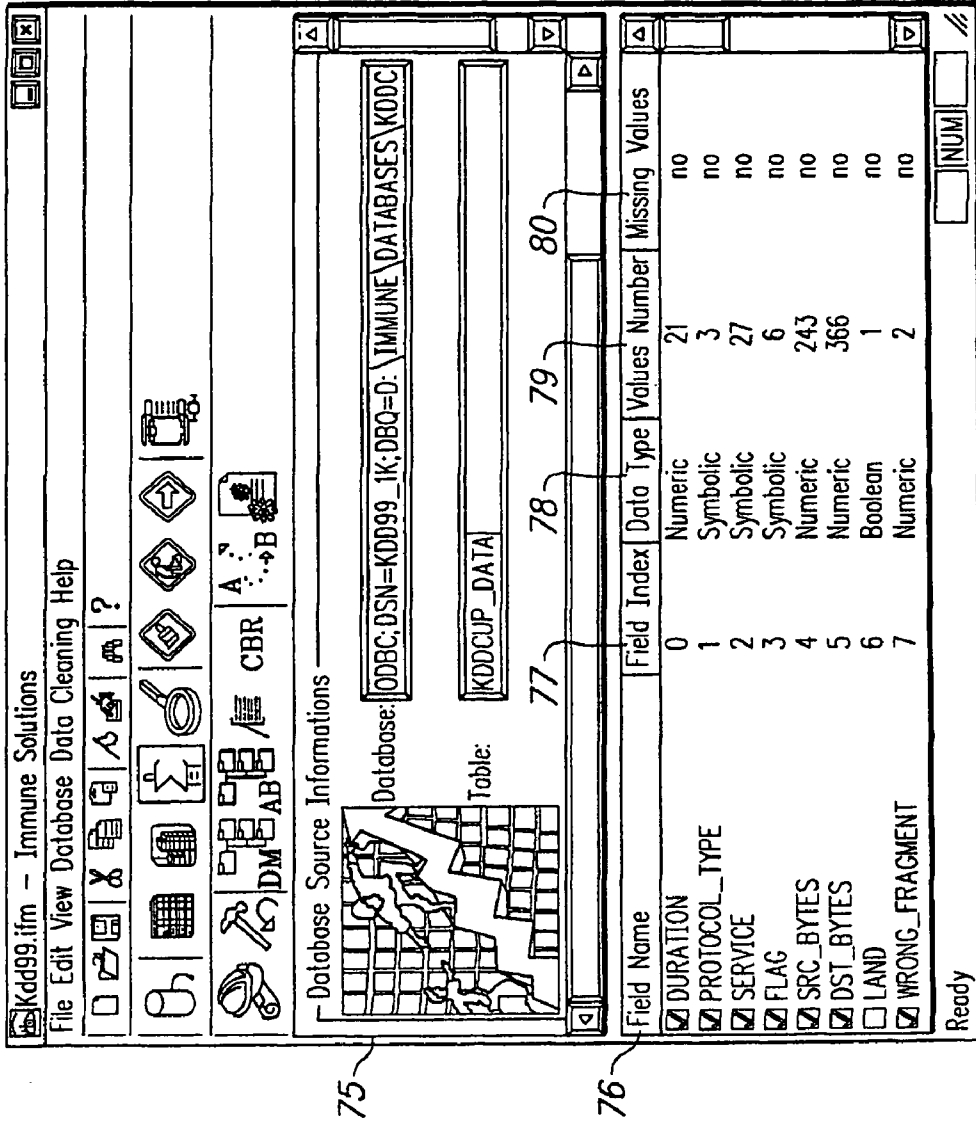 Kdd99.ifm – Immune Solutions
File Edit View Database Data Cleaning Help
?
DM AB CBR A B
Database Source Informations
75
Database: ODBC;DSN=KDD99_1K;DBQ=D:\IMMUNE\DATABASES\KDDC
Table: KDDCUP_DATA
76 77 78 79 80
Field Name Field Index Data Type Values Number Missing Values
DURATION 0 Numeric 21 no
PROTOCOL_TYPE 1 Symbolic 3 no
SERVICE 2 Symbolic 27 no
FLAG 3 Symbolic 6 no
SRC_BYTES 4 Numeric 243 no
DST_BYTES 5 Numeric 366 no
LAND 6 Boolean 1 no
WRONG_FRAGMENT 7 Numeric 2 no
Ready NUM